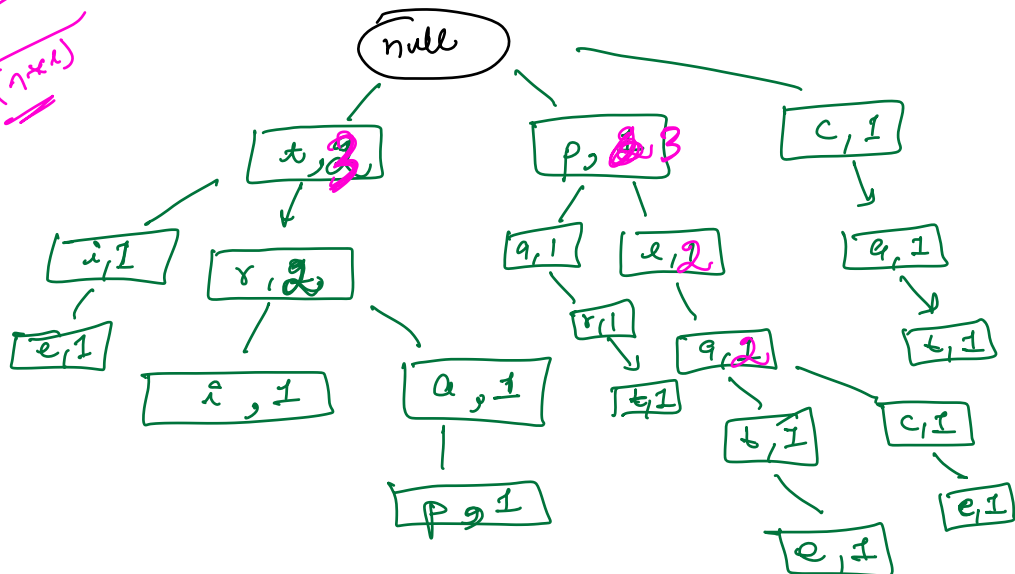 (n*l)
null
t, 3
p, 3
c, 1
i, 1
r, 2
a, 1
e, 2
a, 1
e, 1
i, 1
a, 1
r, 1
t, 1
a, 2
t, 1
p, 1
t, 1
c, 1
e, 1
e, 1